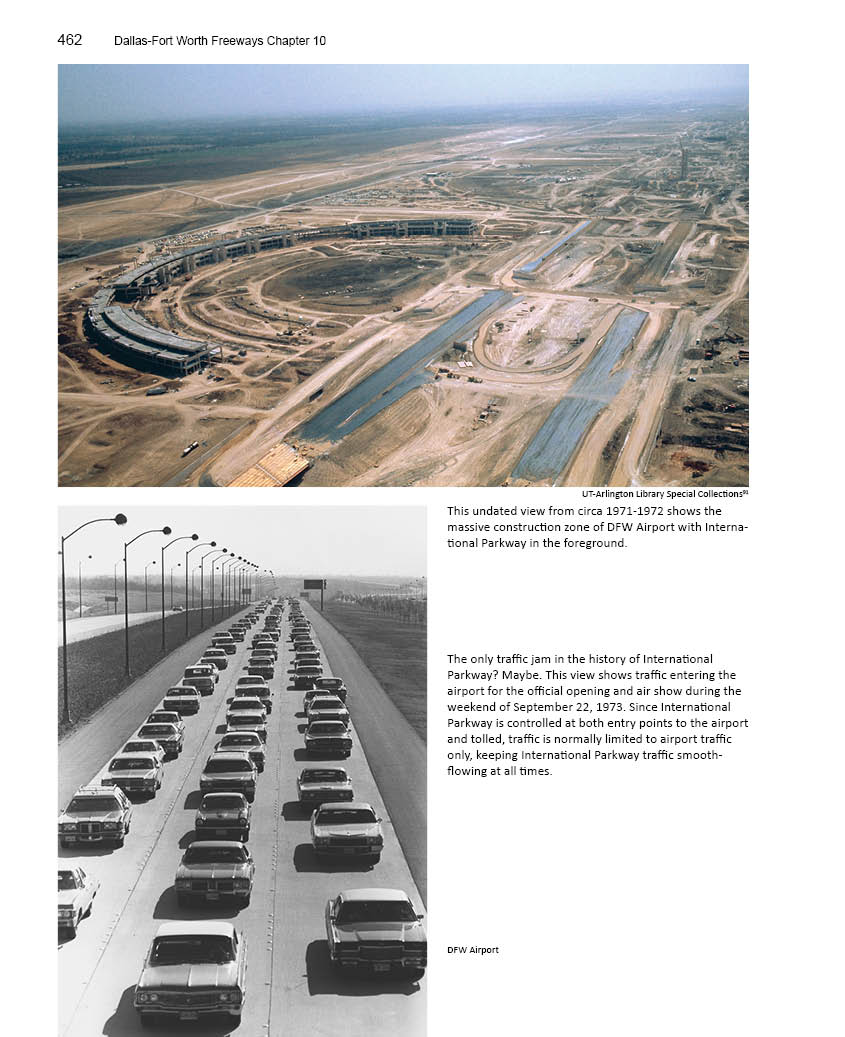 462 Dallas-Fort Worth Freeways Chapter 10
UT-Arlington Library Special Collections91
This undated view from circa 1971-1972 shows the
massive construction zone of DFW Airport with Interna-
tional Parkway in the foreground.
The only traffic jam in the history of International
Parkway? Maybe. This view shows traffic entering the
airport for the official opening and air show during the
weekend of September 22, 1973. Since International
Parkway is controlled at both entry points to the airport
and tolled, traffic is normally limited to airport traffic
only, keeping International Parkway traffic smooth-
flowing at all times.
DFW Airport